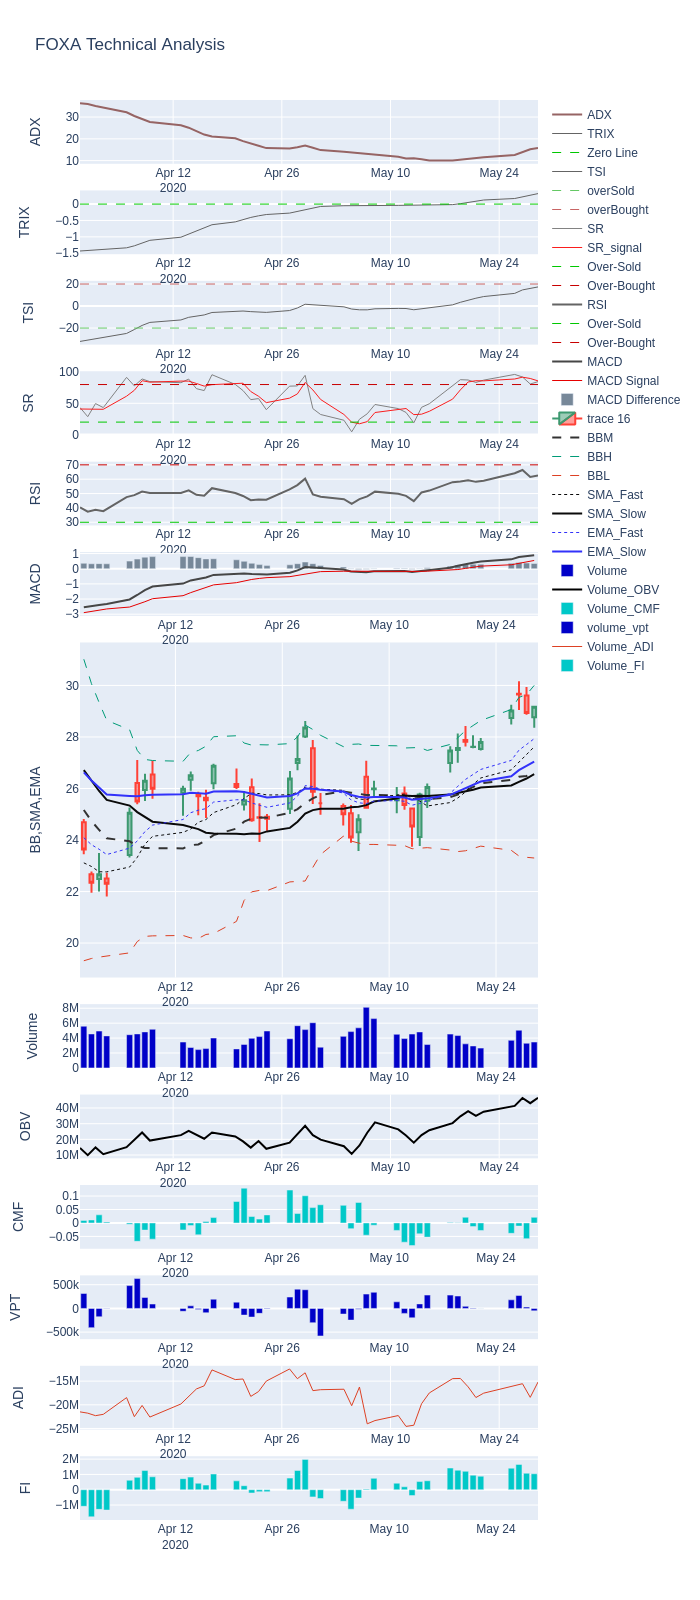 FOXA Technical Analysis
ADX
30
20
10
Apr 12
2020
Apr 26
May 10
May 24
TRIX
0
−0.5
−1
−1.5
Apr 12
2020
Apr 26
May 10
May 24
TSI
20
0
−20
Apr 12
2020
Apr 26
May 10
May 24
SR
100
50
0
Apr 12
2020
Apr 26
May 10
May 24
RSI
70
60
50
40
30
Apr 12
2020
Apr 26
May 10
May 24
MACD
1
0
−1
−2
−3
Apr 12
2020
Apr 26
May 10
May 24
BB,SMA,EMA
30
28
26
24
22
20
Apr 12
2020
Apr 26
May 10
May 24
Volume
8M
6M
4M
2M
0
Apr 12
2020
Apr 26
May 10
May 24
OBV
40M
30M
20M
10M
Apr 12
2020
Apr 26
May 10
May 24
CMF
0.1
0.05
0
−0.05
Apr 12
2020
Apr 26
May 10
May 24
VPT
500k
0
−500k
Apr 12
2020
Apr 26
May 10
May 24
ADI
−15M
−20M
−25M
Apr 12
2020
Apr 26
May 10
May 24
FI
2M
1M
0
−1M
Apr 12
2020
Apr 26
May 10
May 24
ADX
TRIX
Zero Line
TSI
overSold
overBought
SR
SR_signal
Over-Sold
Over-Bought
RSI
Over-Sold
Over-Bought
MACD
MACD Signal
MACD Difference
trace 16
BBM
BBH
BBL
SMA_Fast
SMA_Slow
EMA_Fast
EMA_Slow
Volume
Volume_OBV
Volume_CMF
volume_vpt
Volume_ADI
Volume_FI